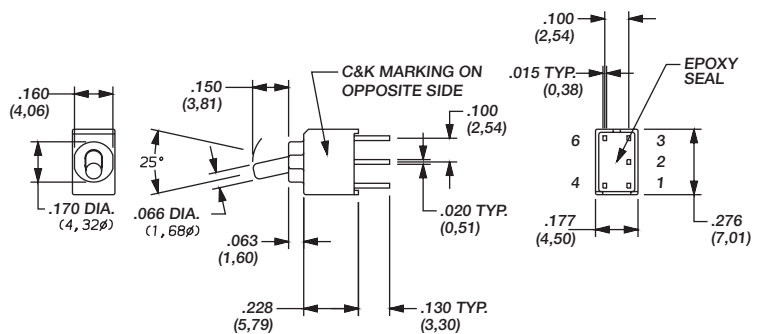 .160
(4,06)
.170 DIA.
(4,32ø)
25°
.150
(3,81)
.066 DIA.
(1,68ø)
.063
(1,60)
.228
(5,79)
C&K MARKING ON
OPPOSITE SIDE
.100
(2,54)
.020 TYP.
(0,51)
.130 TYP.
(3,30)
.100
(2,54)
.015 TYP.
(0,38)
EPOXY
SEAL
6 3
2
4 1
.177
(4,50)
.276
(7,01)